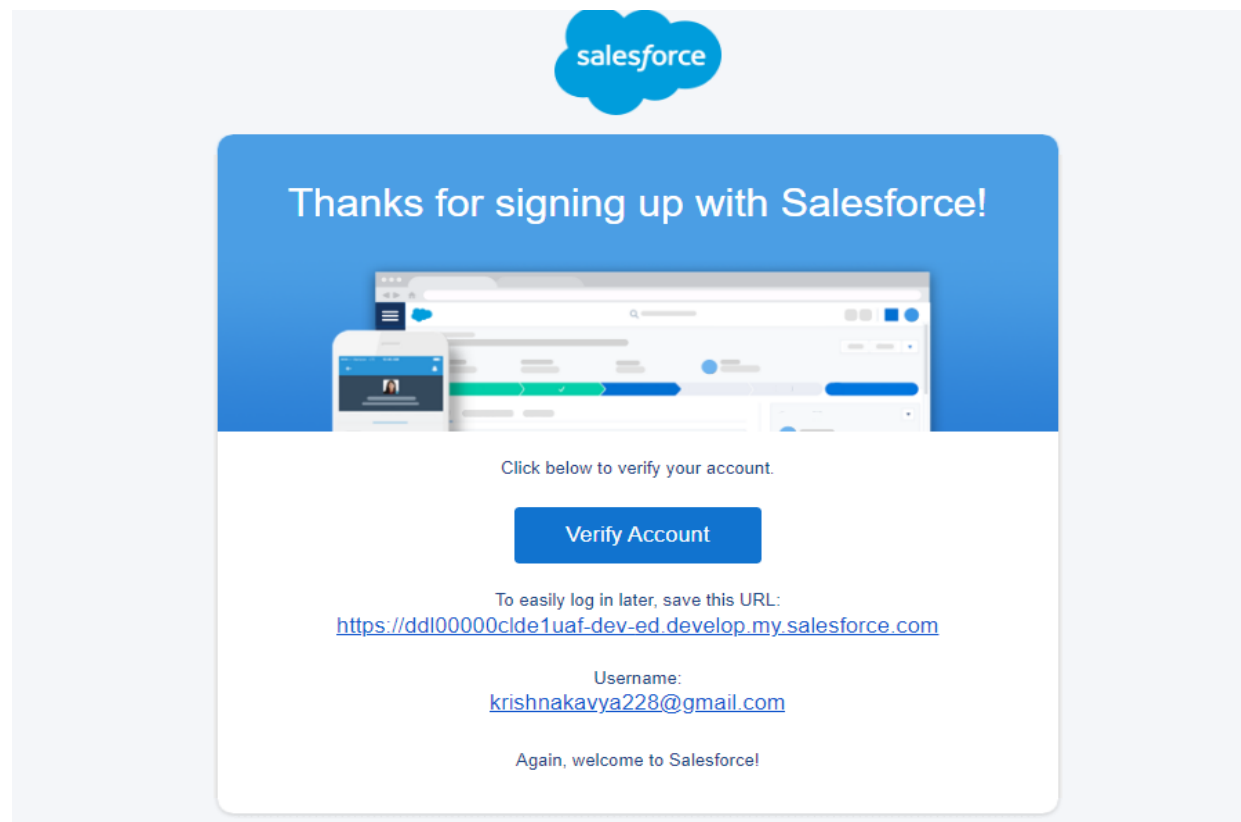 salesforce
Thanks for signing up with Salesforce!
Click below to verify your account.
Verify Account
To easily log in later, save this URL:
https://ddl00000clde1uaf-dev-ed.develop.my.salesforce.com
Username:
krishnakavya228@gmail.com
Again, welcome to Salesforce!